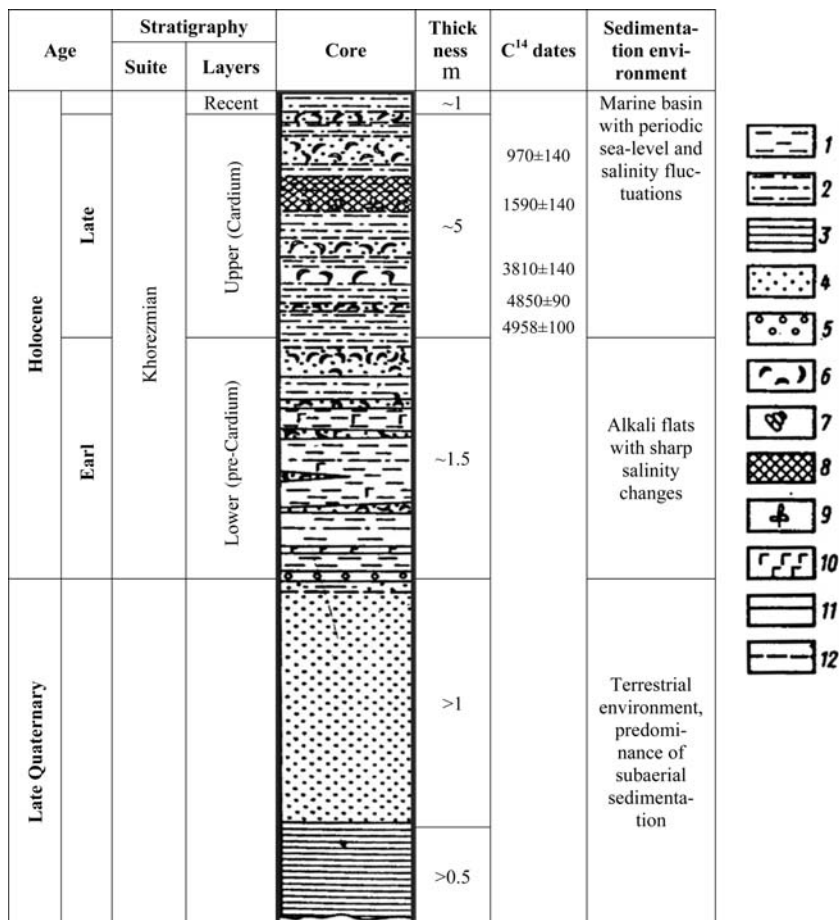 Age
Stratigraphy
Suite
Layers
Core
Thick
ness
m
C¹⁴ dates
Sedimenta-
tion envi-
ronment
Holocene
Late
Earl
Khorezmian
Recent
Upper (Cardium)
Lower (pre-Cardium)
~1
~5
~1.5
970±140
1590±140
3810±140
4850±90
4958±100
Marine basin
with periodic
sea-level and
salinity fluc-
tuations
Alkali flats
with sharp
salinity
changes
Late Quaternary
>1
>0.5
Terrestrial
environment,
predomi-
nance of
subaerial
sedimenta-
tion
1
2
3
4
5
6
7
8
9
10
11
12